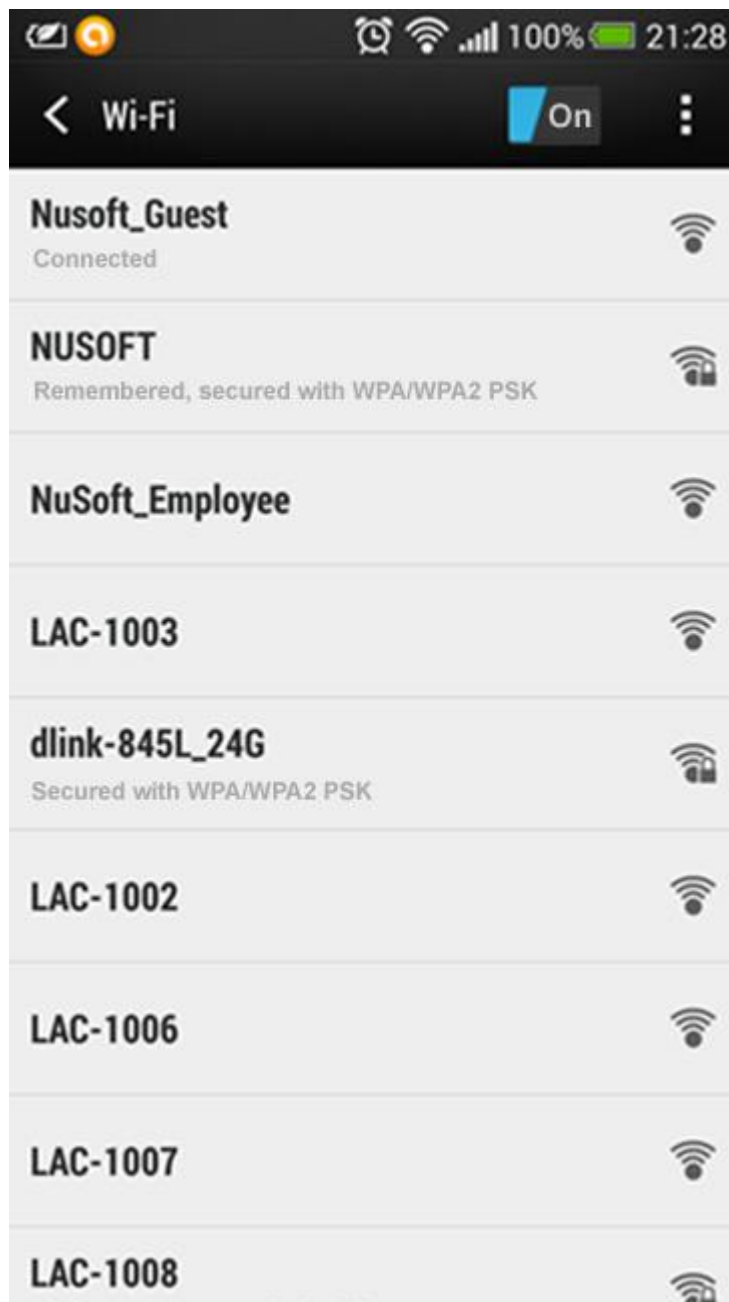 100% 21:28
Wi-Fi On
Nusoft_Guest
Connected
NUSOFT
Remembered, secured with WPA/WPA2 PSK
NuSoft_Employee
LAC-1003
dlink-845L_24G
Secured with WPA/WPA2 PSK
LAC-1002
LAC-1006
LAC-1007
LAC-1008